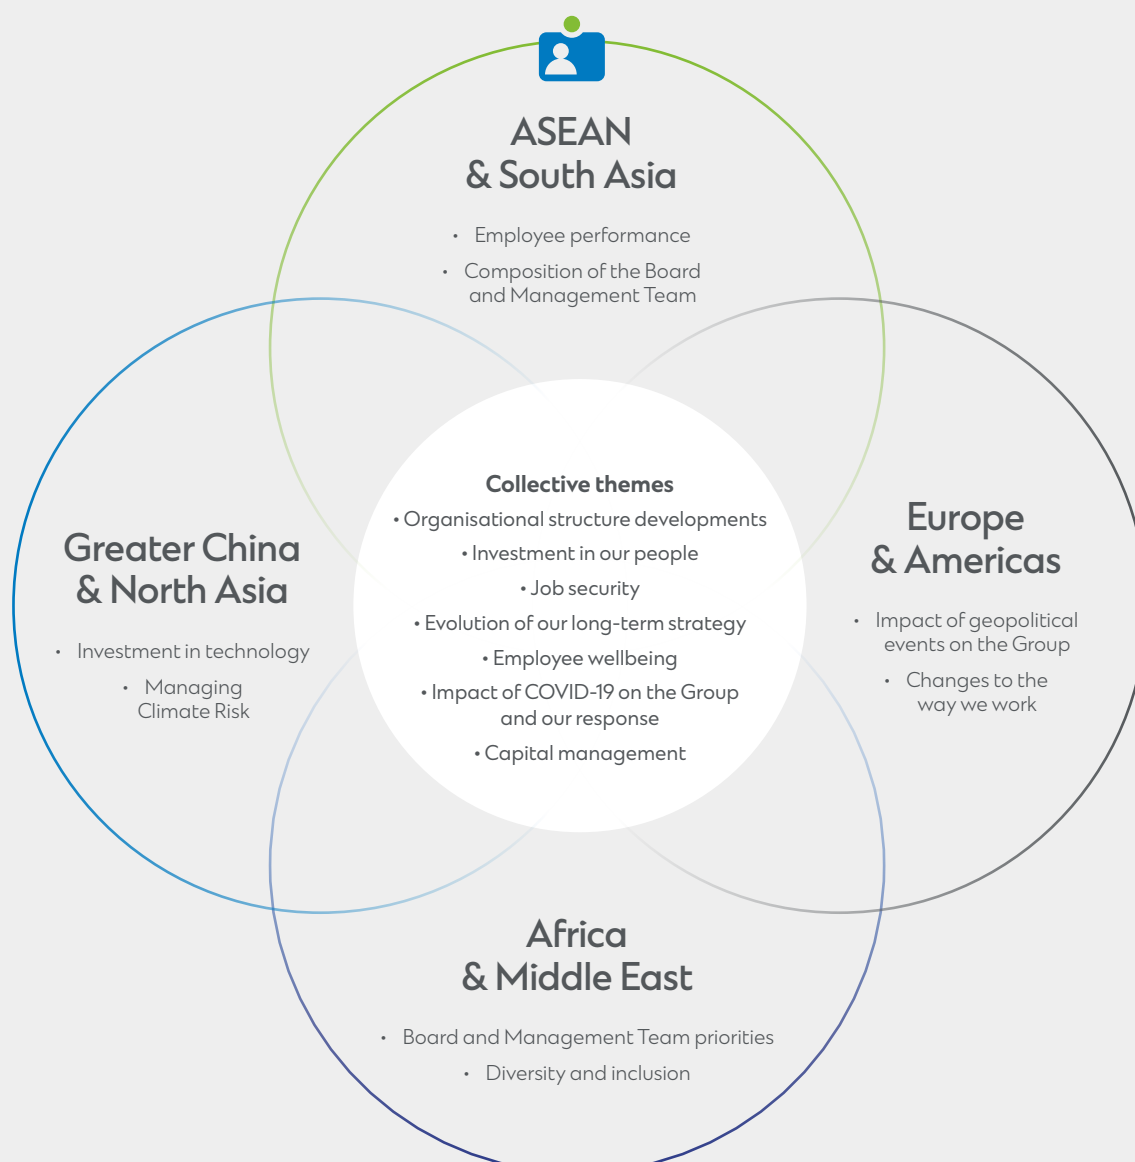 ASEAN
& South Asia
• Employee performance
• Composition of the Board
and Management Team
Collective themes
• Organisational structure developments
• Investment in our people
• Job security
• Evolution of our long-term strategy
• Employee wellbeing
• Impact of COVID-19 on the Group
and our response
• Capital management
Greater China
& North Asia
• Investment in technology
• Managing
Climate Risk
Europe
& Americas
• Impact of geopolitical
events on the Group
• Changes to the
way we work
Africa
& Middle East
• Board and Management Team priorities
• Diversity and inclusion